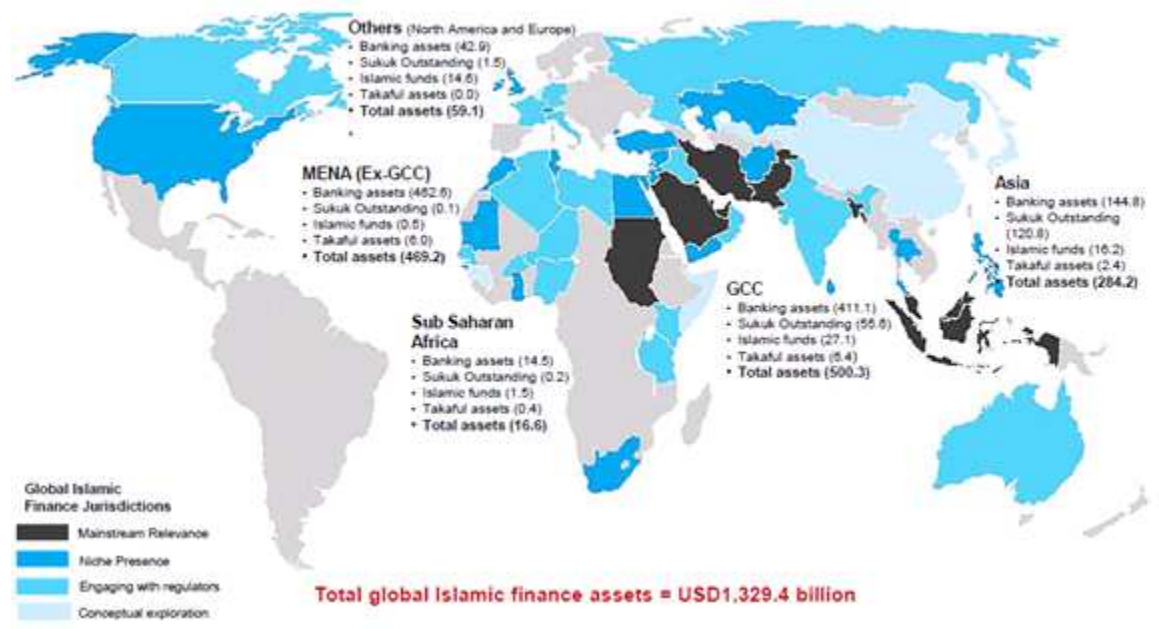 Others (North America and Europe)
• Banking assets (42.9)
• Sukuk Outstanding (1.5)
• Islamic funds (14.6)
• Takaful assets (0.0)
• Total assets (59.1)
•
MENA (Ex-GCC)
• Banking assets (462.6)
• Sukuk Outstanding (0.1)
• Islamic funds (0.5)
• Takaful assets (6.0)
• Total assets (469.2)
Asia
• Banking assets (144.8)
• Sukuk Outstanding
(120.8)
• Islamic funds (16.2)
• Takaful assets (2.4)
• Total assets (284.2)
GCC
• Banking assets (411.1)
• Sukuk Outstanding (55.6)
• Islamic funds (27.1)
• Takaful assets (6.4)
• Total assets (500.3)
Sub Saharan
Africa
• Banking assets (14.5)
• Sukuk Outstanding (0.2)
• Islamic funds (1.5)
• Takaful assets (0.4)
• Total assets (16.6)
Global Islamic
Finance Jurisdictions
Mainstream Relevance
Niche Presence
Engaging with regulators
Conceptual exploration
Total global Islamic finance assets = USD1,329.4 billion